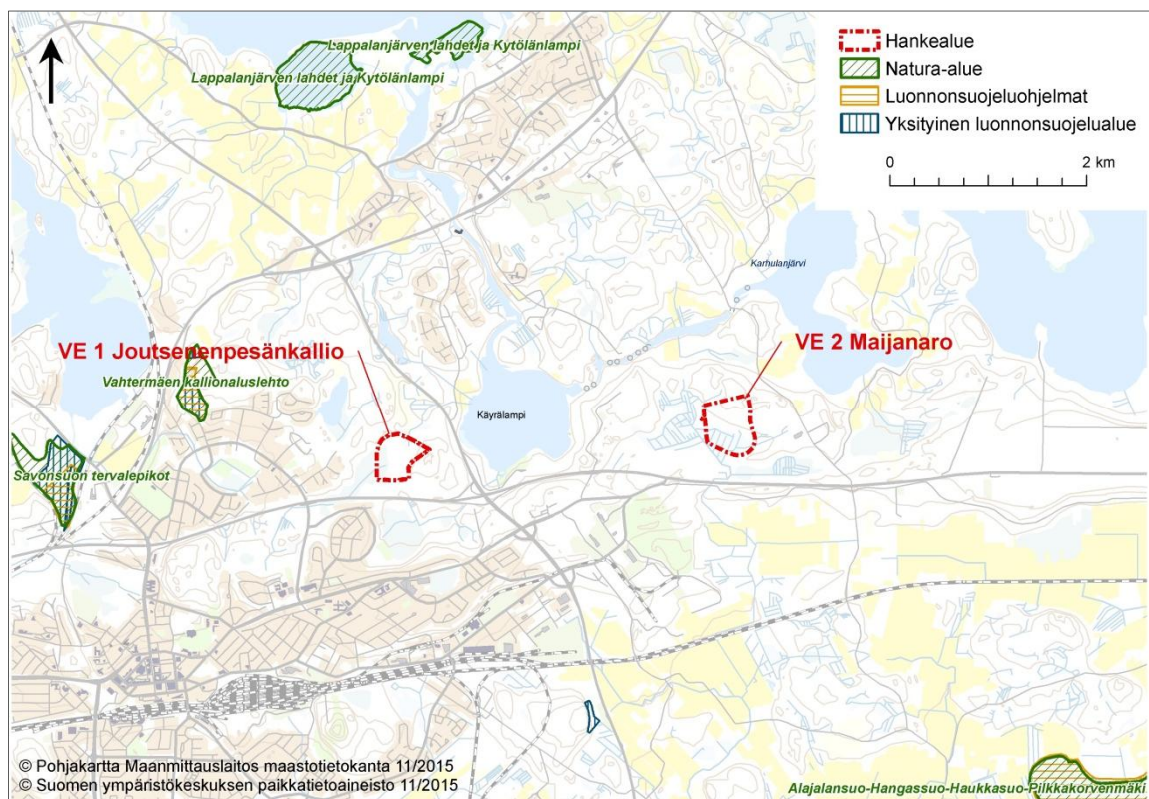 Lappalanjärven lahdet ja Kytölänlampi
Lappalanjärven lahdet ja Kytölänlampi
Hankealue
Natura-alue
Luonnonsuojeluohjelmat
Yksityinen luonnonsuojelualue
0 2 km
Karhulanjärvi
VE 1 Joutsenenpesänkallio
VE 2 Maijanaro
Vahtermäen kallionaluslehto
Käyrälampi
Savonsuon tervalepikot
© Pohjakartta Maanmittauslaitos maastotietokanta 11/2015
© Suomen ympäristökeskuksen paikkatietoaineisto 11/2015
Alajalansuo-Hangassuo-Haukkasuo-Pilkkakorvenmäki